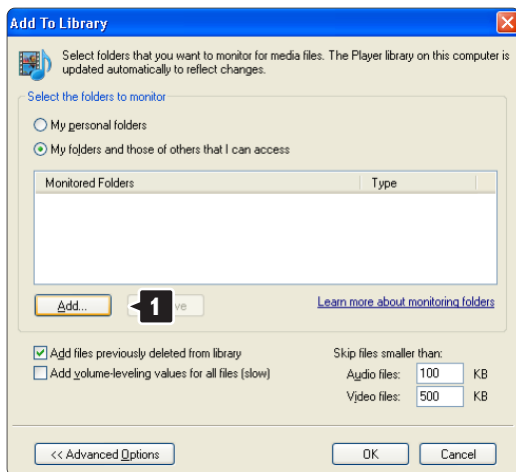 Add To Library
Select folders that you want to monitor for media files. The Player library on this computer is
updated automatically to reflect changes.
Select the folders to monitor
My personal folders
My folders and those of others that I can access
Monitored Folders Type
Add... 1 ve Learn more about monitoring folders
Add files previously deleted from library Skip files smaller than:
Add volume-leveling values for all files (slow) Audio files: 100 KB
Video files: 500 KB
<< Advanced Options OK Cancel